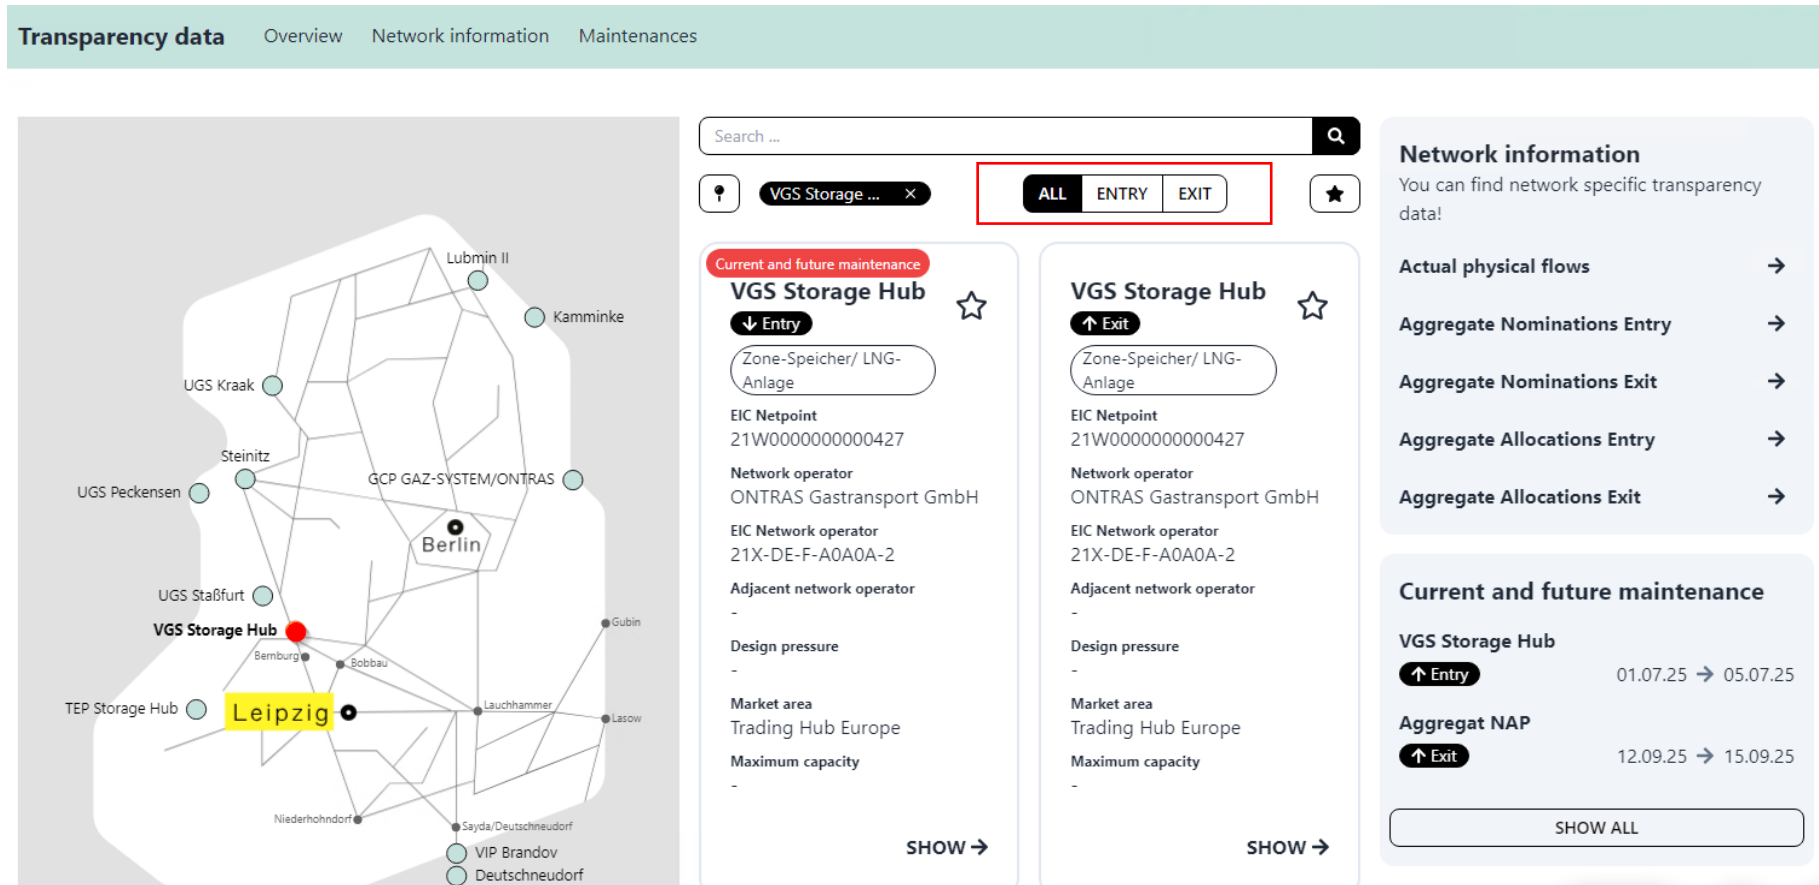 Transparency data Overview Network information Maintenances
Lubmin II
Kamminke
UGS Kraak
Steinitz
GCP GAZ-SYSTEM/ONTRAS
UGS Peckensen
Berlin
UGS Staßfurt
VGS Storage Hub
Gubin
Bernburg
Bobbau
TEP Storage Hub
Leipzig
Lauchhammer
Lasow
Niederhohndorf
Sayda/Deutschneudorf
VIP Brandov
Deutschneudorf
Search ...
VGS Storage ... × ALL ENTRY EXIT
Current and future maintenance
VGS Storage Hub
Entry
Zone-Speicher/ LNG-
Anlage
EIC Netpoint
21W0000000000427
Network operator
ONTRAS Gastransport GmbH
EIC Network operator
21X-DE-F-A0A0A-2
Adjacent network operator
-
Design pressure
-
Market area
Trading Hub Europe
Maximum capacity
-
SHOW →
VGS Storage Hub
Exit
Zone-Speicher/ LNG-
Anlage
EIC Netpoint
21W0000000000427
Network operator
ONTRAS Gastransport GmbH
EIC Network operator
21X-DE-F-A0A0A-2
Adjacent network operator
-
Design pressure
-
Market area
Trading Hub Europe
Maximum capacity
-
SHOW →
Network information
You can find network specific transparency
data!
Actual physical flows →
Aggregate Nominations Entry →
Aggregate Nominations Exit →
Aggregate Allocations Entry →
Aggregate Allocations Exit →
Current and future maintenance
VGS Storage Hub
↑ Entry 01.07.25 → 05.07.25
Aggregat NAP
↑ Exit 12.09.25 → 15.09.25
SHOW ALL